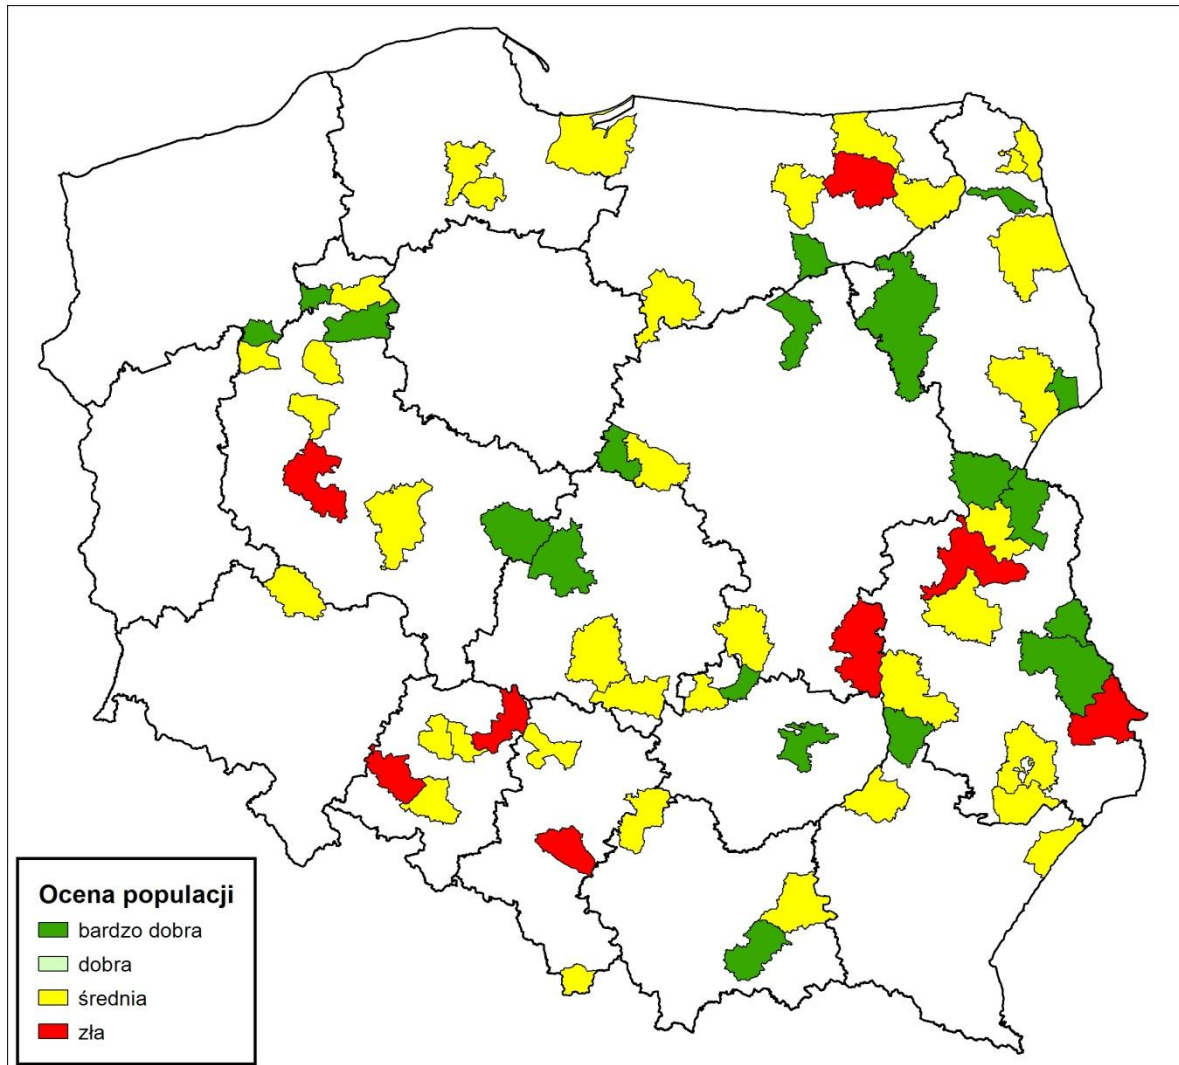 Ocena populacji
bardzo dobra
dobra
średnia
zła